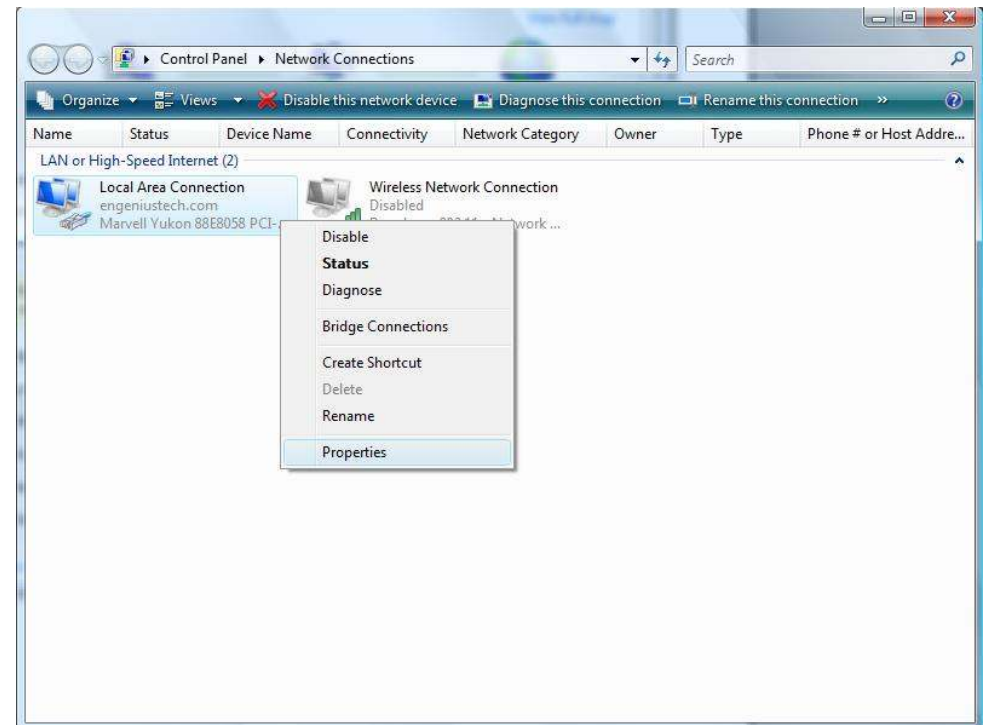 Control Panel ▸ Network Connections
Search
Organize Views Disable this network device Diagnose this connection Rename this connection »
Name Status Device Name Connectivity Network Category Owner Type Phone # or Host Addre...
LAN or High-Speed Internet (2)
Local Area Connection
engeniustech.com
Marvell Yukon 88E8058 PCI-...
Wireless Network Connection
Disabled
Disable
Status
Diagnose
Bridge Connections
Create Shortcut
Delete
Rename
Properties